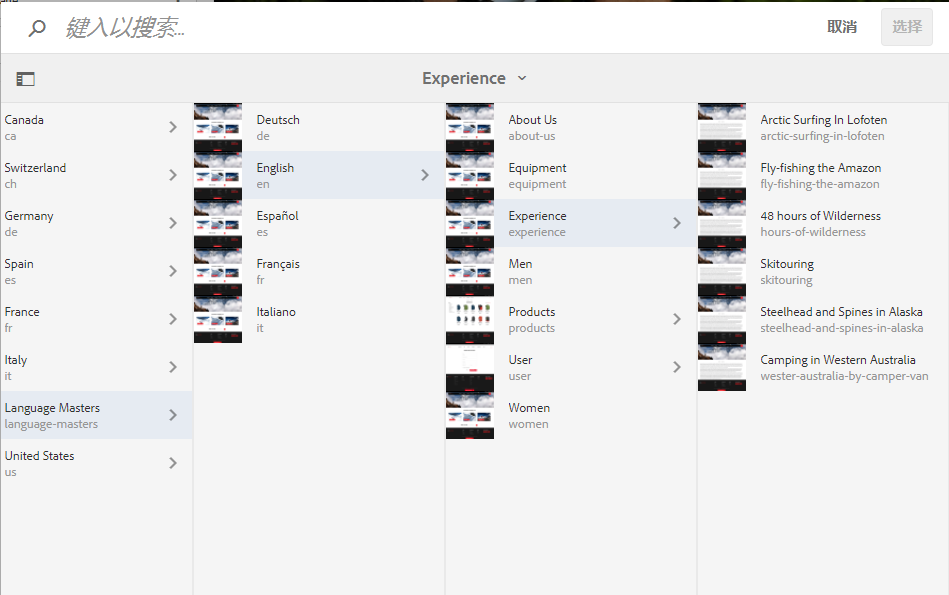 键入以搜索...
取消
选择
Experience
Canada
ca
Switzerland
ch
Germany
de
Spain
es
France
fr
Italy
it
Language Masters
language-masters
United States
us
Deutsch
de
English
en
Español
es
Français
fr
Italiano
it
About Us
about-us
Equipment
equipment
Experience
experience
Men
men
Products
products
User
user
Women
women
Arctic Surfing In Lofoten
arctic-surfing-in-lofoten
Fly-fishing the Amazon
fly-fishing-the-amazon
48 hours of Wilderness
hours-of-wilderness
Skitouring
skitouring
Steelhead and Spines in Alaska
steelhead-and-spines-in-alaska
Camping in Western Australia
wester-australia-by-camper-van